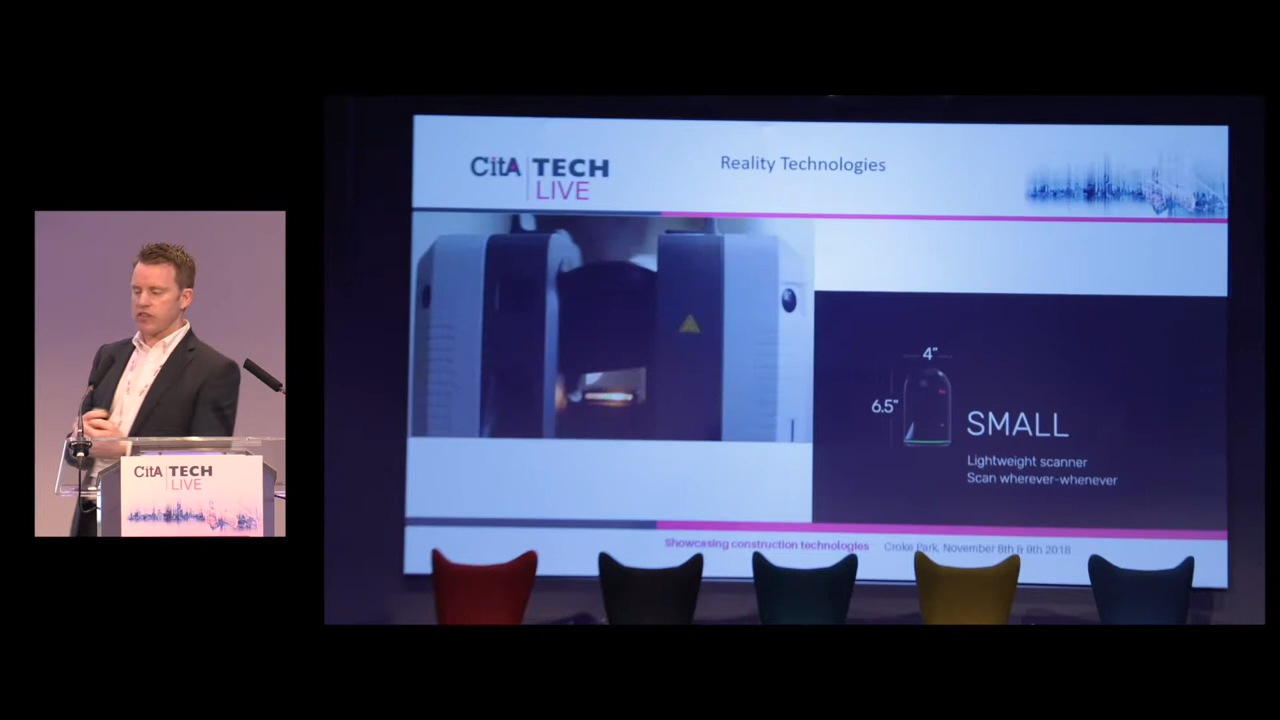 CitA TECH
LIVE
Reality Technologies
4"
6.5"
SMALL
Lightweight scanner
Scan wherever-whenever
Showcasing construction technologies Croke Park, November 8th & 9th 2018
CitA TECH
LIVE